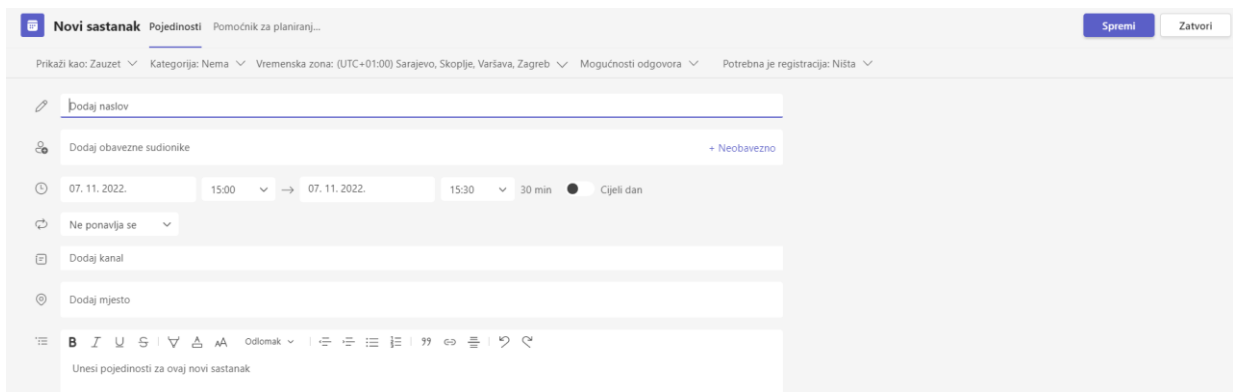 Novi sastanak Pojedinosti Pomoćnik za planiranj... Spremi Zatvori
Prikaži kao: Zauzet Kategorija: Nema Vremenska zona: (UTC+01:00) Sarajevo, Skoplje, Varšava, Zagreb Mogućnosti odgovora Potrebna je registracija: Ništa
Dodaj naslov
Dodaj obavezne sudionike + Neobavezno
07. 11. 2022. 15:00 → 07. 11. 2022. 15:30 30 min Cijeli dan
Ne ponavlja se
Dodaj kanal
Dodaj mjesto
B I U S A AA Odlomak
Unesi pojedinosti za ovaj novi sastanak